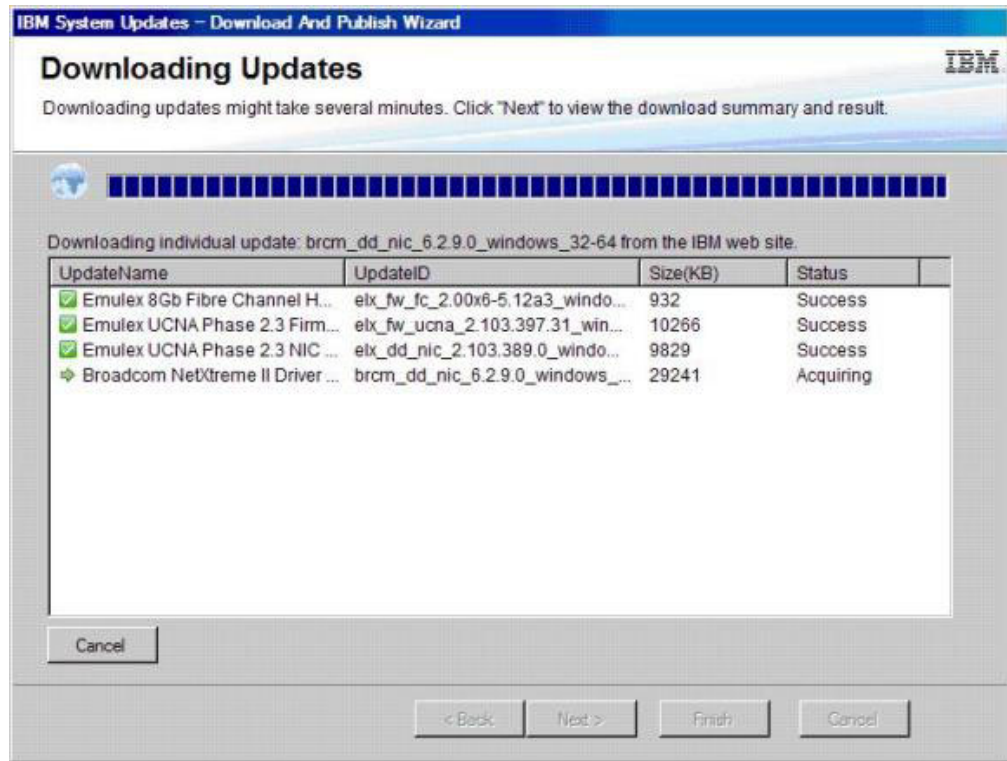 IBM System Updates – Download And Publish Wizard
Downloading Updates
IBM
Downloading updates might take several minutes. Click "Next" to view the download summary and result.
Downloading individual update: brcm_dd_nic_6.2.9.0_windows_32-64 from the IBM web site.
UpdateName UpdateID Size(KB) Status
Emulex 8Gb Fibre Channel H... elx_fw_fc_2.00x6-5.12a3_windo... 932 Success
Emulex UCNA Phase 2.3 Firm... elx_fw_ucna_2.103.397.31_win... 10266 Success
Emulex UCNA Phase 2.3 NIC ... elx_dd_nic_2.103.389.0_windo... 9829 Success
Broadcom NetXtreme II Driver ... brcm_dd_nic_6.2.9.0_windows_... 29241 Acquiring
Cancel
< Back Next > Finish Cancel